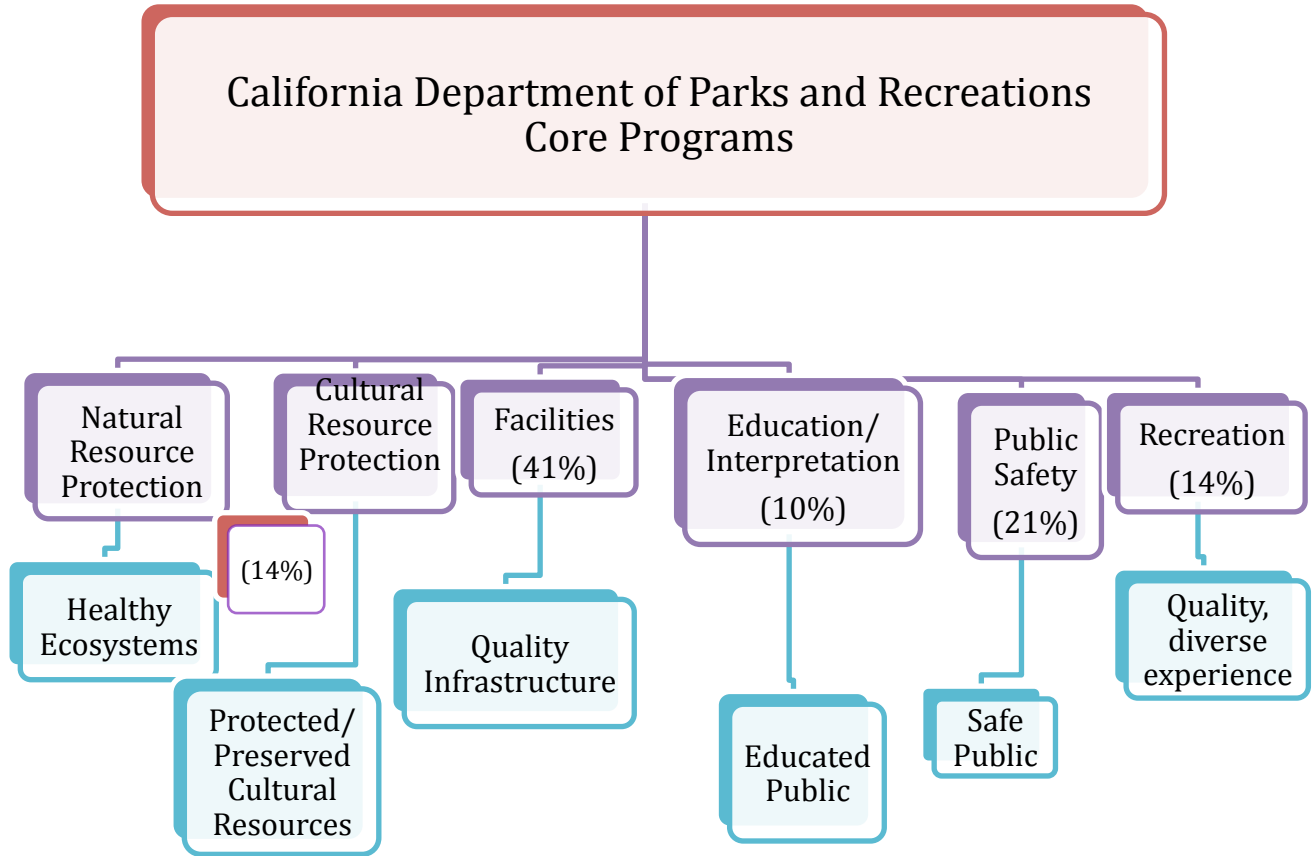 California Department of Parks and Recreations
Core Programs
Natural
Resource
Protection
Cultural
Resource
Protection
(14%)
Facilities
(41%)
Education/
Interpretation
(10%)
Public
Safety
(21%)
Recreation
(14%)
Healthy
Ecosystems
Protected/
Preserved
Cultural
Resources
Quality
Infrastructure
Educated
Public
Safe
Public
Quality,
diverse
experience